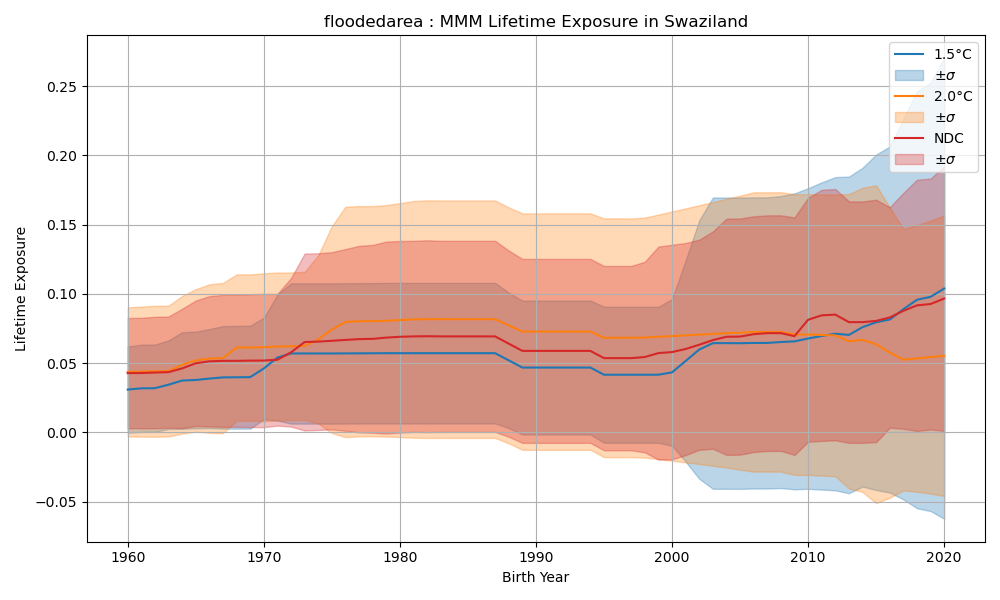 floodedarea : MMM Lifetime Exposure in Swaziland
Lifetime Exposure
0.25
0.20
0.15
0.10
0.05
0.00
−0.05
1.5°C
±σ
2.0°C
±σ
NDC
±σ
1960 1970 1980 1990 2000 2010 2020
Birth Year